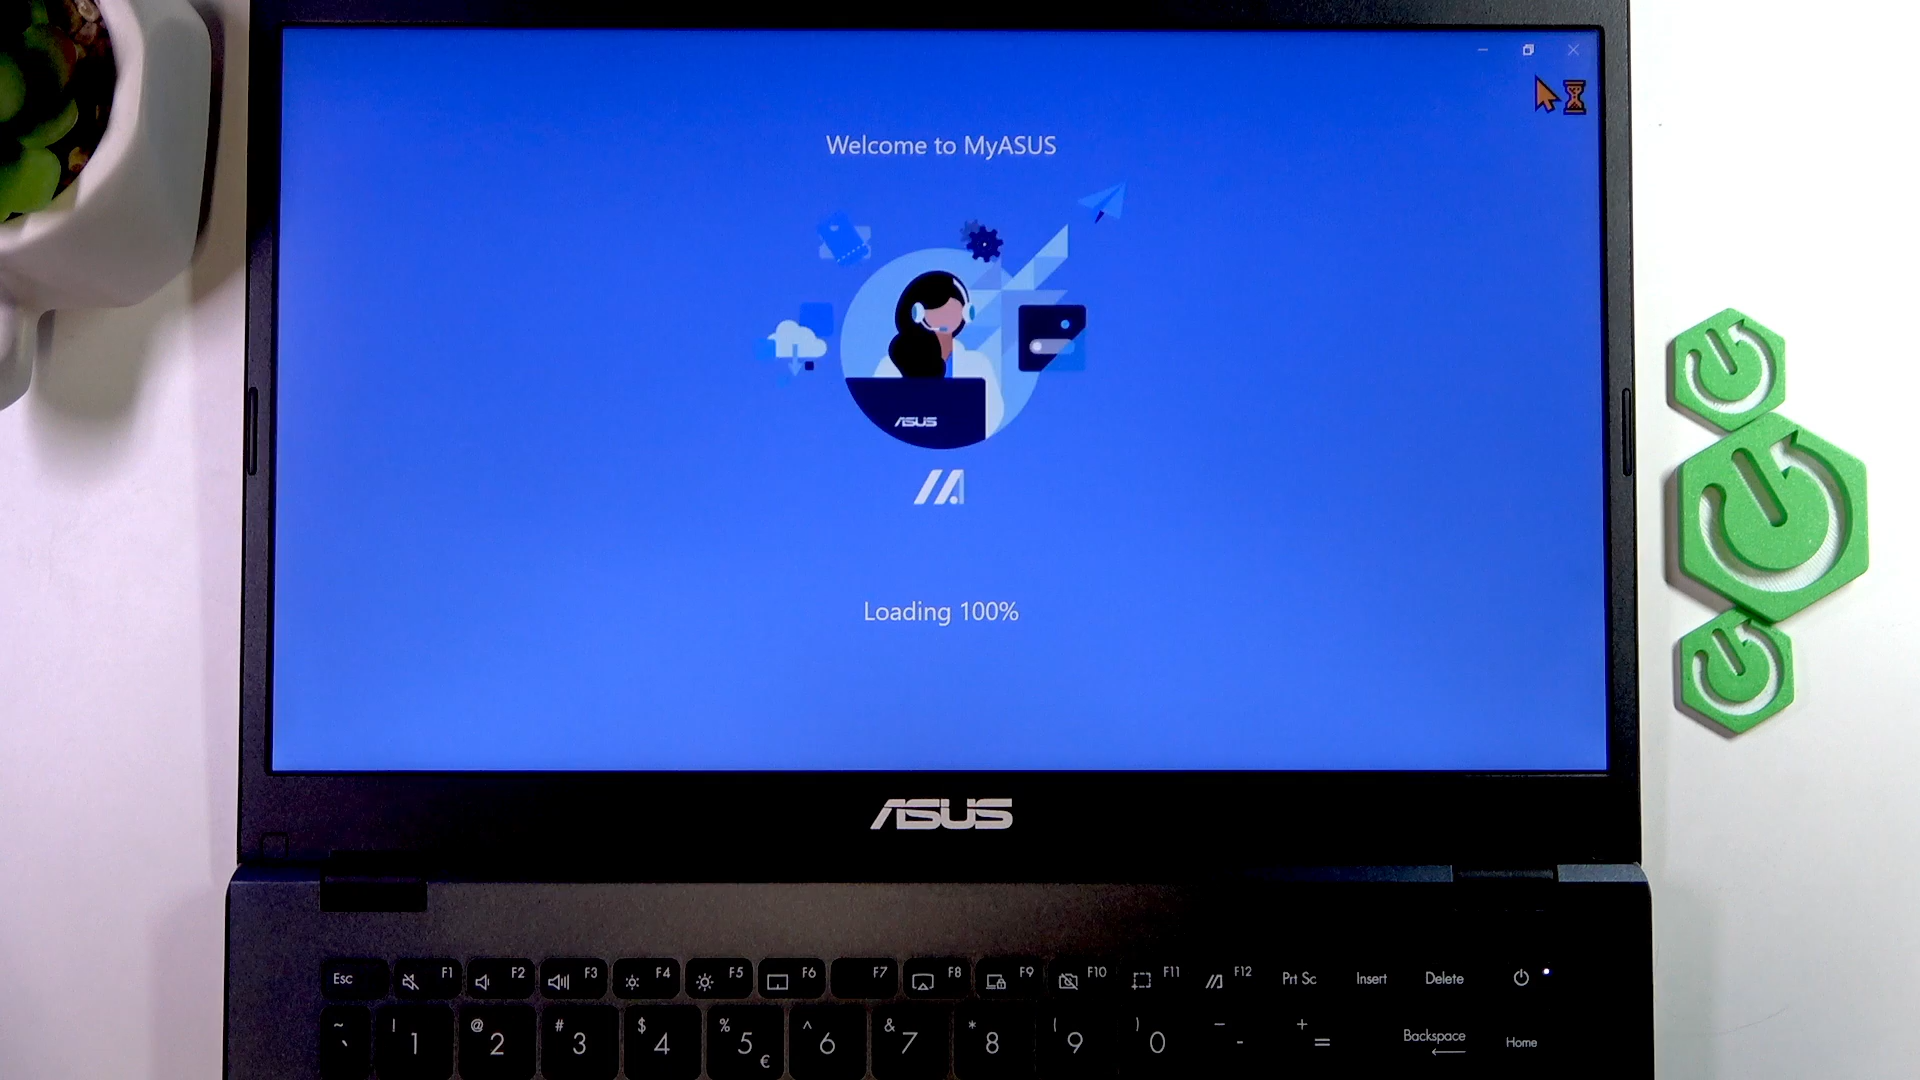 Welcome to MyASUS
ASUS
Loading 100%
ASUS
Esc F1 F2 F3 F4 F5 F6 F7 F8 F9 F10 F11 F12 Prt Sc Insert Delete
~ ` ! 1 @ 2 # 3 $ 4 % 5 € ^ 6 & 7 * 8 ( 9 ) 0 _ - + = Backspace Home